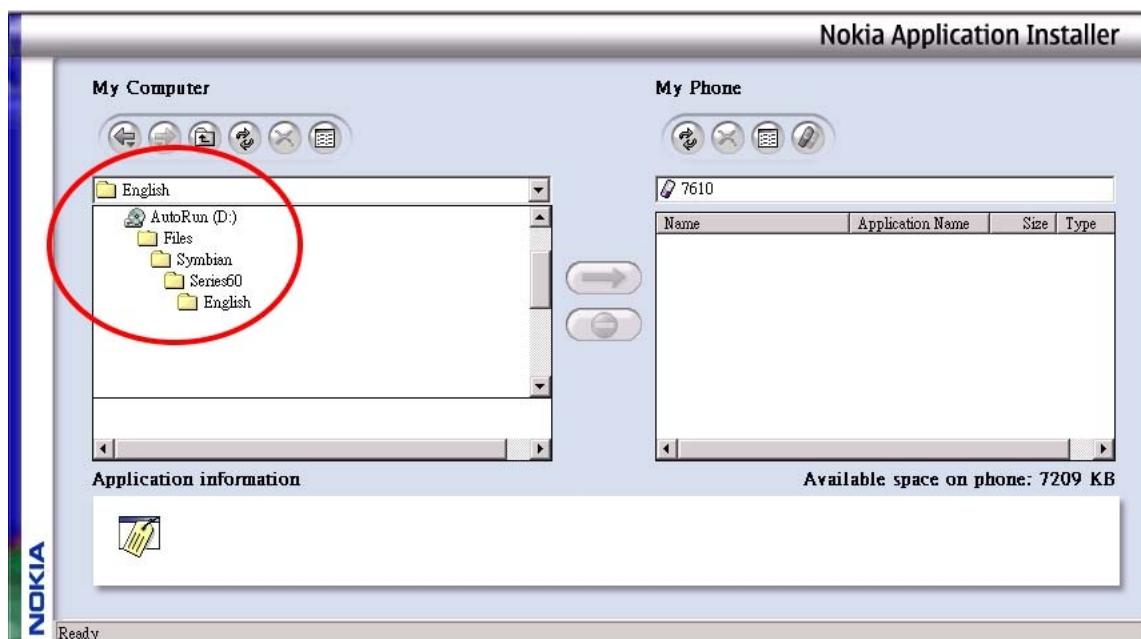 Nokia Application Installer
My Computer
My Phone
English
AutoRun (D:)
Files
Symbian
Series60
English
7610
Name Application Name Size Type
Application information
Available space on phone: 7209 KB
NOKIA
Ready